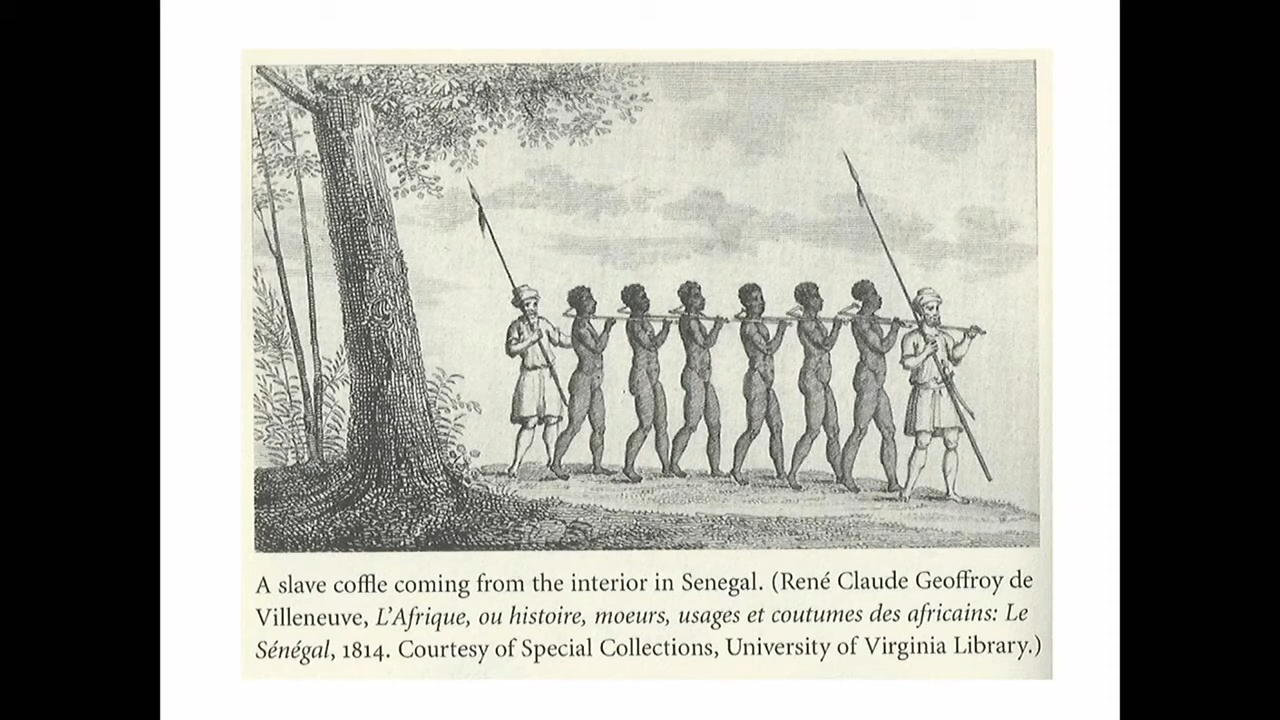 A slave coffle coming from the interior in Senegal. (René Claude Geoffroy de
Villeneuve, L'Afrique, ou histoire, moeurs, usages et coutumes des africains: Le
Sénégal, 1814. Courtesy of Special Collections, University of Virginia Library.)